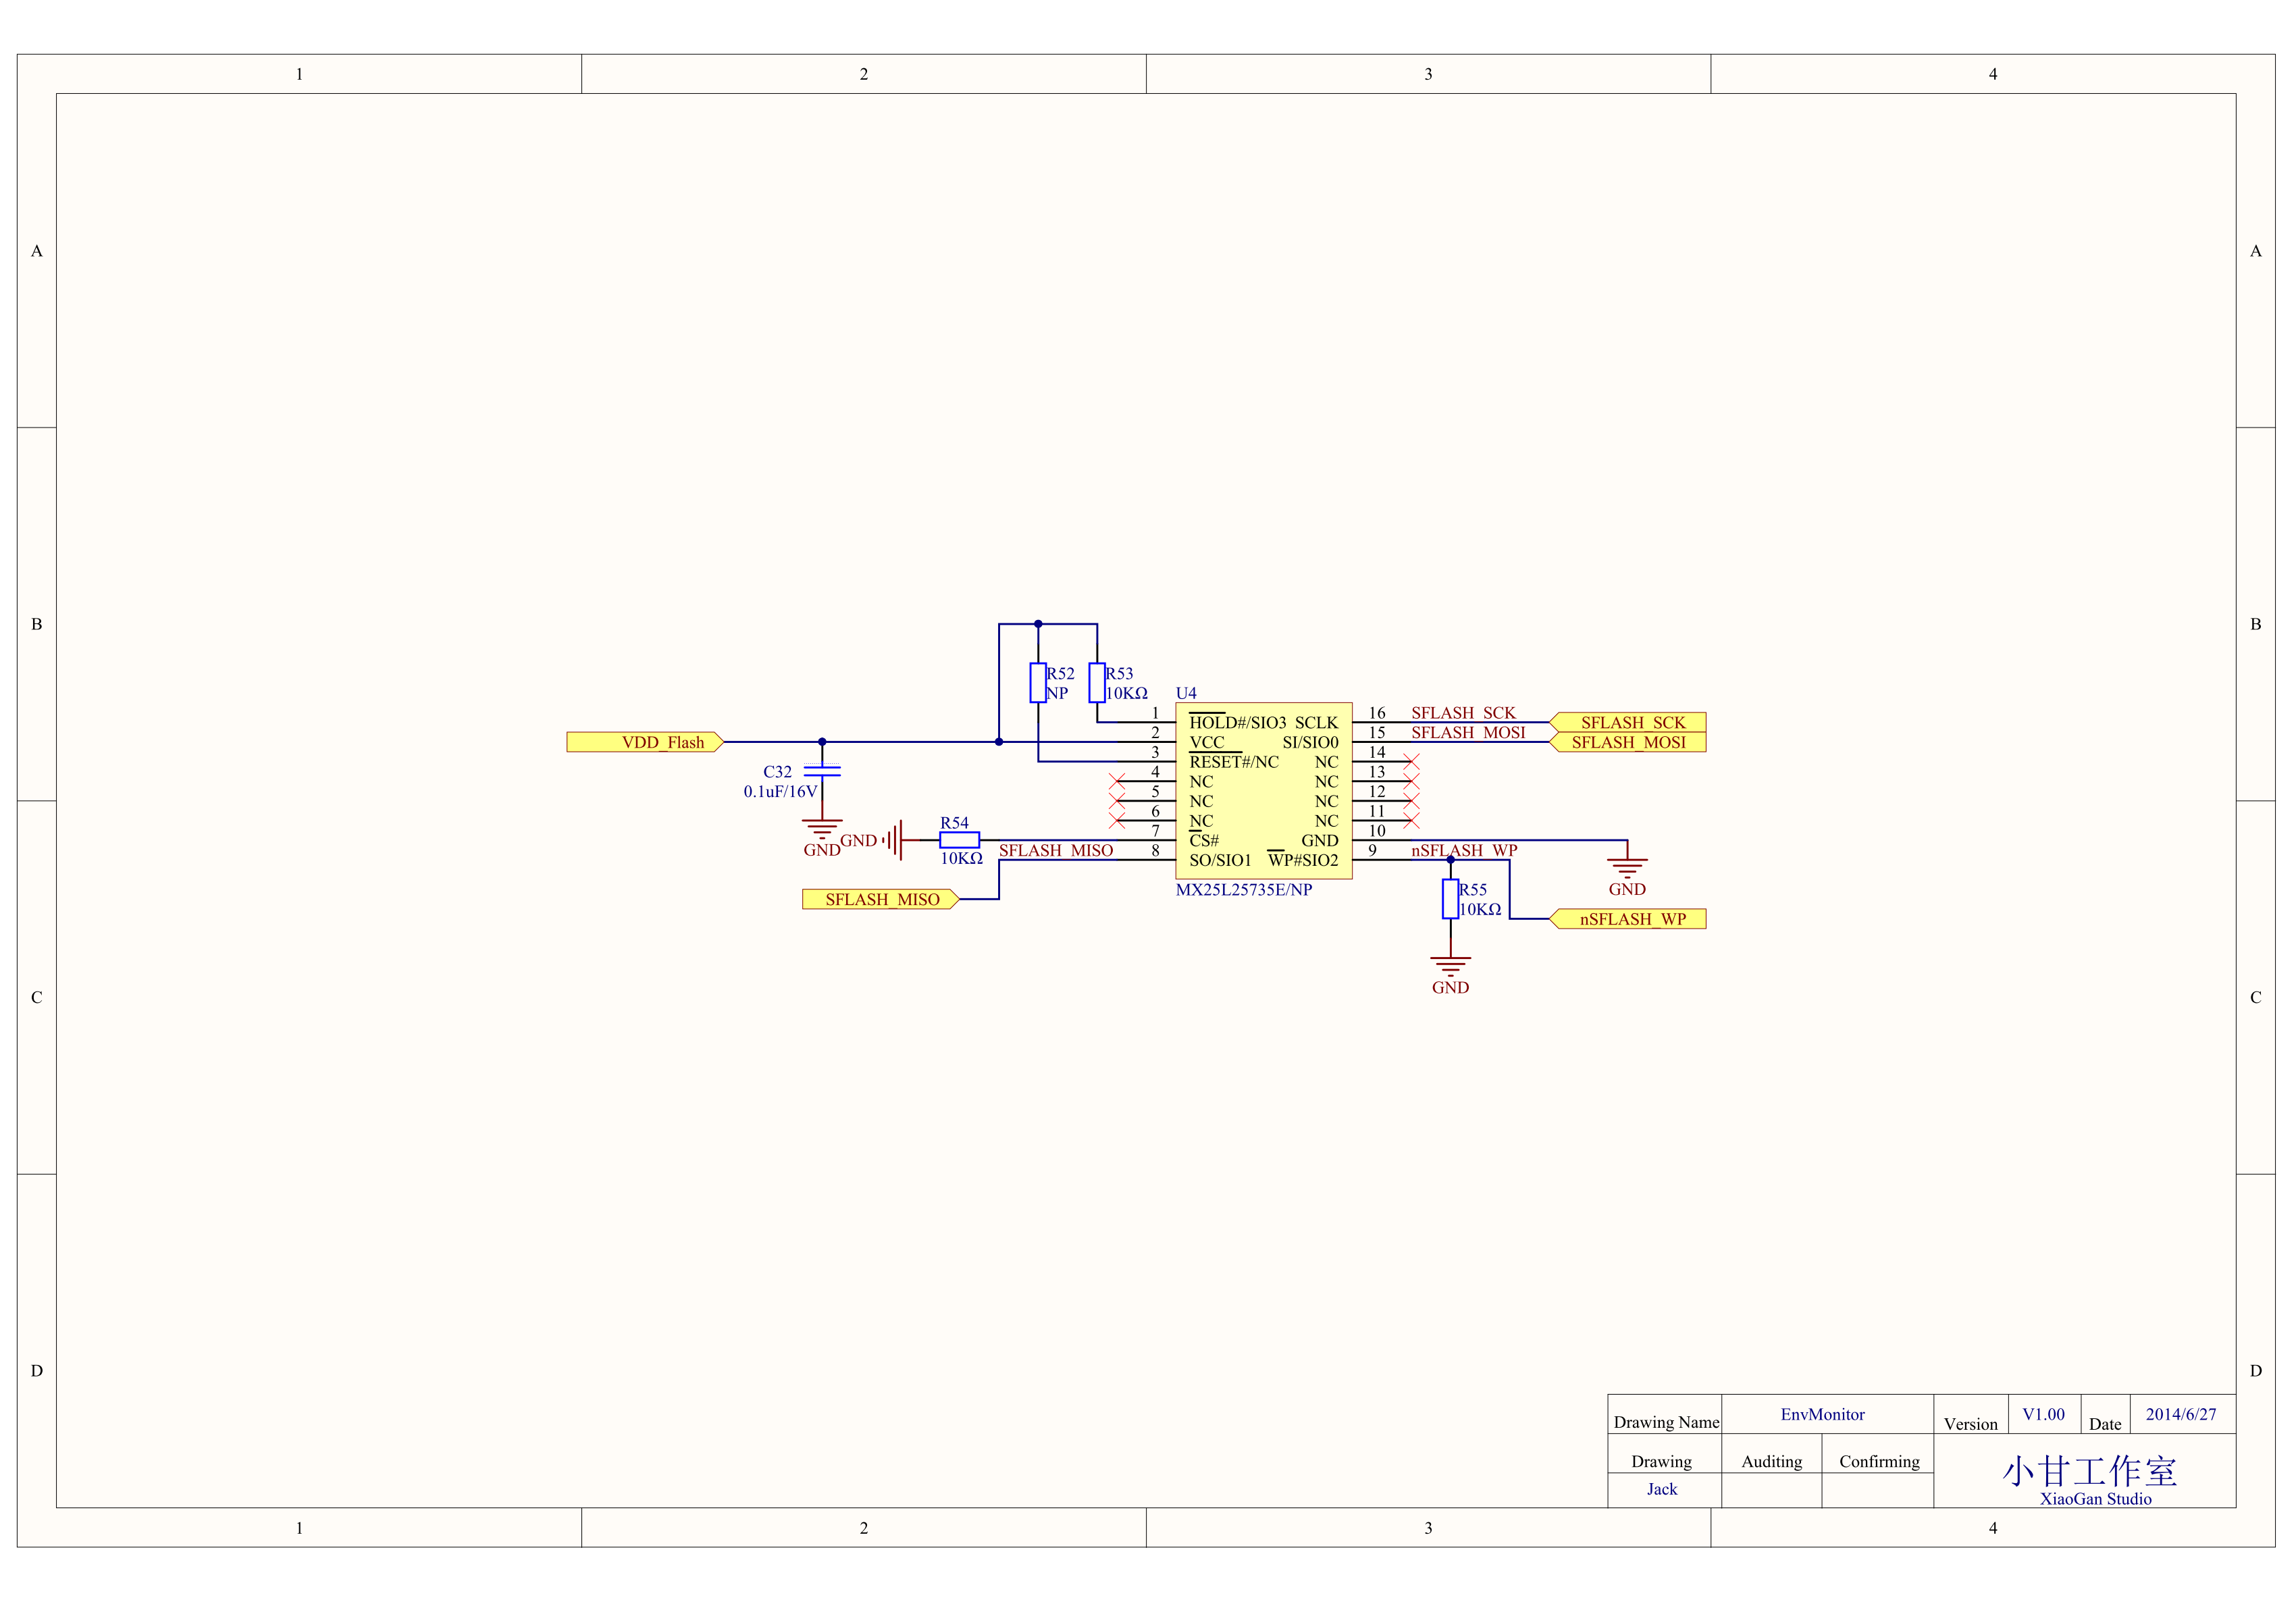 1 2 3 4
A A
B B
R52 R53
NP 10KΩ
U4
1 HOLD#/SIO3 SCLK 16 SFLASH_SCK SFLASH_SCK
VDD_Flash 2 VCC SI/SIO0 15 SFLASH_MOSI SFLASH_MOSI
3 RESET#/NC NC 14
C32 4 NC NC 13
0.1uF/16V 5 NC NC 12
6 NC NC 11
GND GND R54 10KΩ 7 CS# GND 10 GND
SFLASH_MISO 8 SO/SIO1 WP#SIO2 9 nSFLASH_WP
MX25L25735E/NP
SFLASH_MISO
R55
10KΩ
nSFLASH_WP
GND
C C
D D
Drawing Name EnvMonitor Version V1.00 Date 2014/6/27
Drawing Auditing Confirming
Jack
小甘工作室
XiaoGan Studio
1 2 3 4